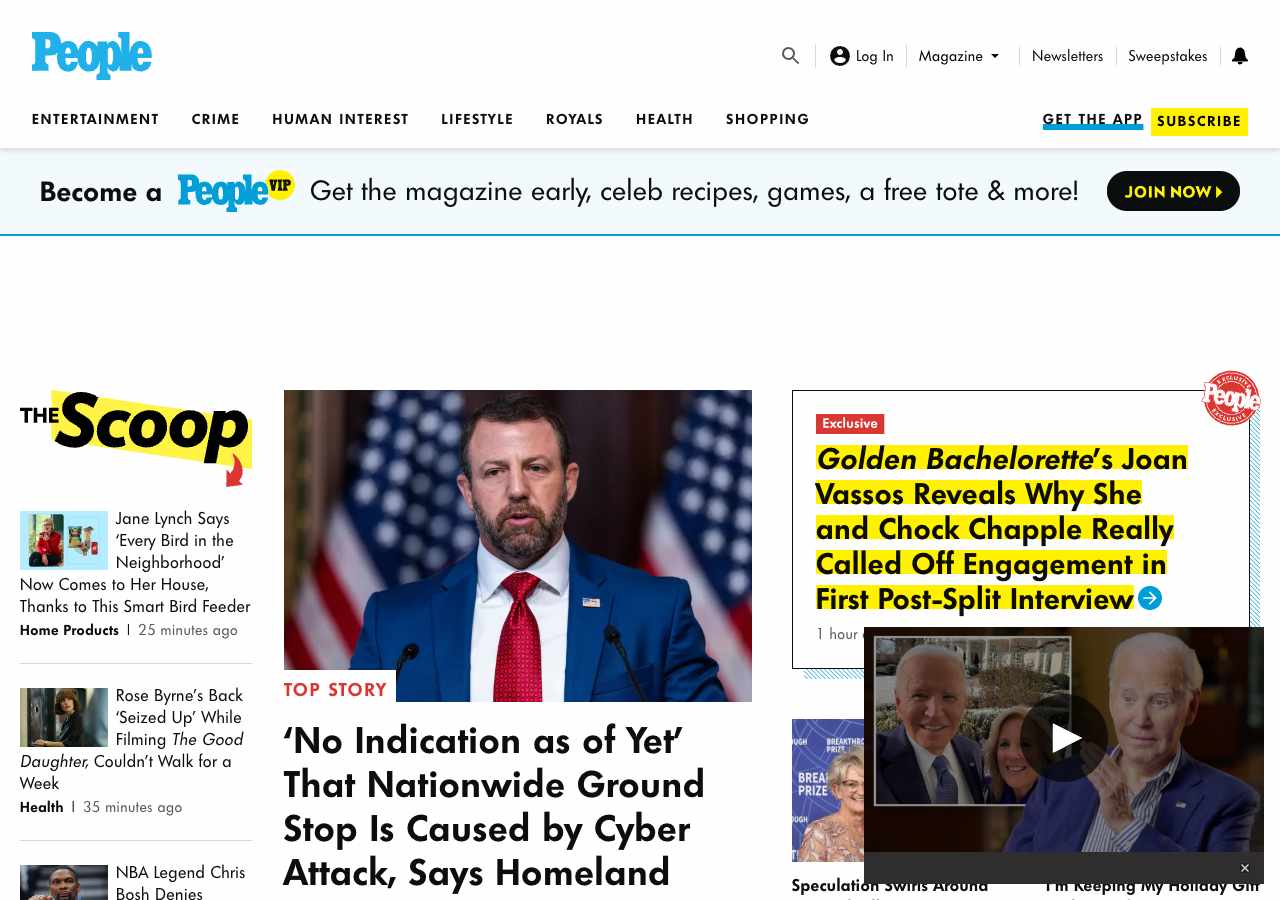 People
Log In
Magazine
Newsletters
Sweepstakes
ENTERTAINMENT
CRIME
HUMAN INTEREST
LIFESTYLE
ROYALS
HEALTH
SHOPPING
GET THE APP
SUBSCRIBE
Become a People VIP Get the magazine early, celeb recipes, games, a free tote & more!
JOIN NOW
THE Scoop
Jane Lynch Says
‘Every Bird in the
Neighborhood’
Now Comes to Her House,
Thanks to This Smart Bird Feeder
Home Products | 25 minutes ago
Rose Byrne’s Back
‘Seized Up’ While
Filming The Good
Daughter, Couldn’t Walk for a
Week
Health | 35 minutes ago
NBA Legend Chris
Bosh Denies
TOP STORY
‘No Indication as of Yet’
That Nationwide Ground
Stop Is Caused by Cyber
Attack, Says Homeland
EXCLUSIVE
People
EXCLUSIVE
Exclusive
Golden Bachelorette’s Joan
Vassos Reveals Why She
and Chock Chapple Really
Called Off Engagement in
First Post-Split Interview
1 hour
BREAKTHROUGH
PRIZE
Speculation Swirls Around
I’m Keeping My Holiday Gift